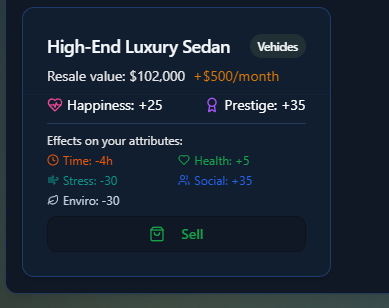 High-End Luxury Sedan Vehicles
Resale value: $102,000 +$500/month
Happiness: +25 Prestige: +35
Effects on your attributes:
Time: -4h Health: +5
Stress: -30 Social: +35
Enviro: -30
Sell